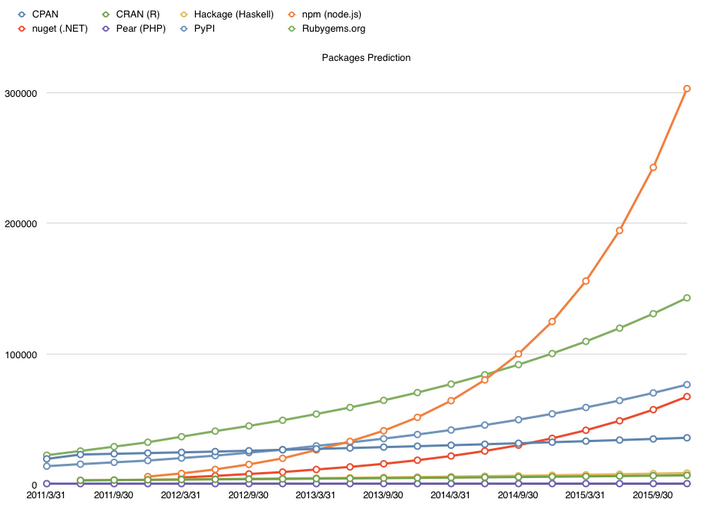 CPAN CRAN (R) Hackage (Haskell) npm (node.js)
nuget (.NET) Pear (PHP) PyPI Rubygems.org
Packages Prediction
300000
200000
100000
0
2011/3/31 2011/9/30 2012/3/31 2012/9/30 2013/3/31 2013/9/30 2014/3/31 2014/9/30 2015/3/31 2015/9/30